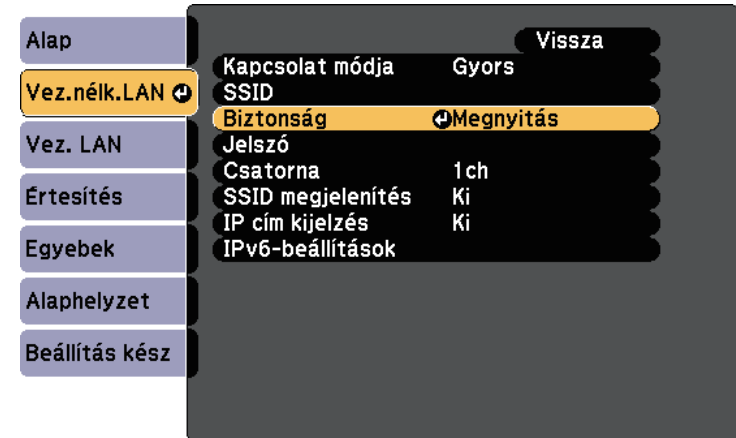 Alap
Vez.nélk.LAN
Vez. LAN
Értesítés
Egyebek
Alaphelyzet
Beállítás kész
Vissza
Kapcsolat módja Gyors
SSID
Biztonság Megnyitás
Jelszó
Csatorna 1ch
SSID megjelenítés Ki
IP cím kijelzés Ki
IPv6-beállítások